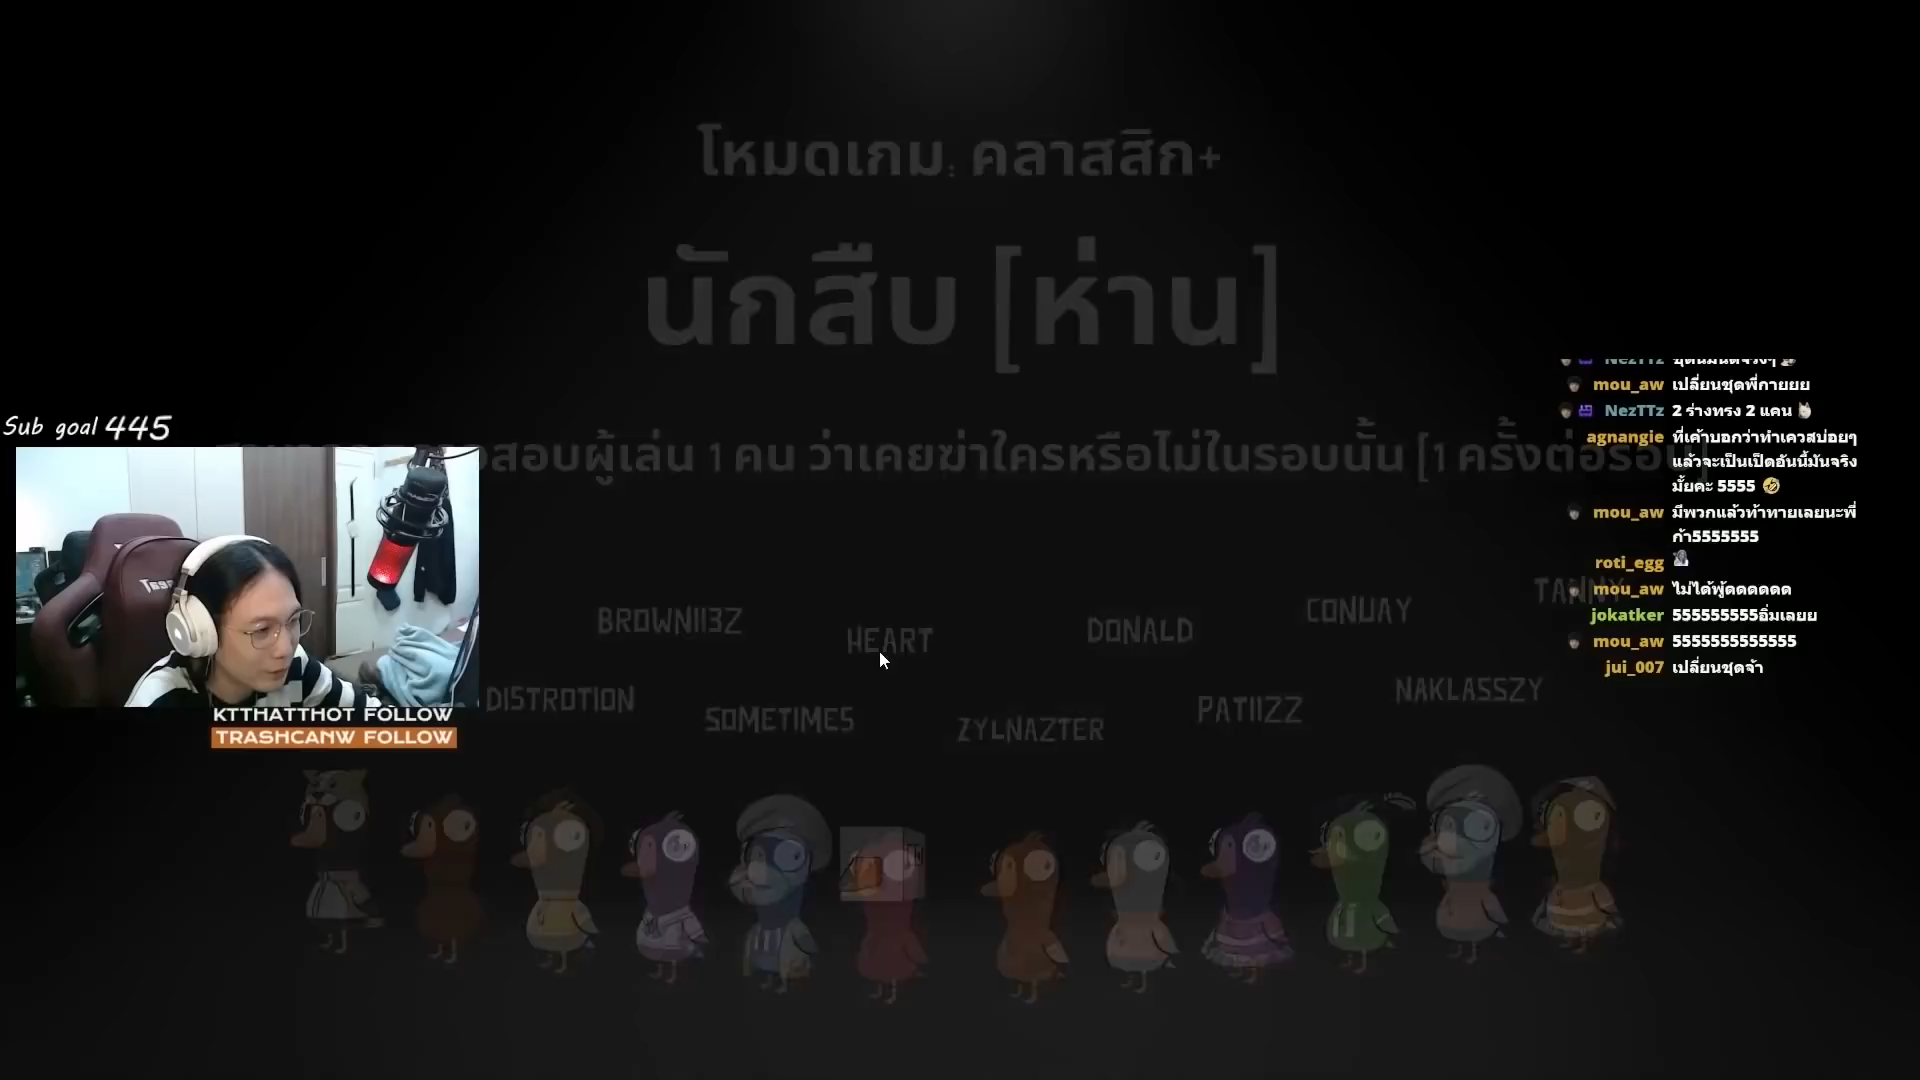 โหมดเกม: คลาสสิก+
นักสืบ [ห่าน]
สอบผู้เล่น 1 คน ว่าเคยฆ่าใครหรือไม่ในรอบนั้น [1 ครั้งต่อรอบ]
Sub goal 445
TANNY
CONUAY
BROWN113Z
DONALD
HEART
NAKLASSZY
D15TROTION
PATIIZZ
SOMETIME5
ZYLNAZTER
KTTHATTHOT FOLLOW
TRASHCANW FOLLOW
NezTTz
mou_aw เปลี่ยนชุดพี่กายยย
NezTTz 2 ร่างทรง 2 แคน
agnangie ที่เค้าบอกว่าทำเควสบ่อยๆ
แล้วจะเป็นเป็ดอันนี้มันจริง
มั้ยคะ 5555
mou_aw มีพวกแล้วท้าทายเลยนะพี่
ก้า5555555
roti_egg
mou_aw ไม่ได้พู้ดดดดดด
jokatker 555555555อิ่มเลยย
mou_aw 5555555555555
jui_007 เปลี่ยนชุดจ้า